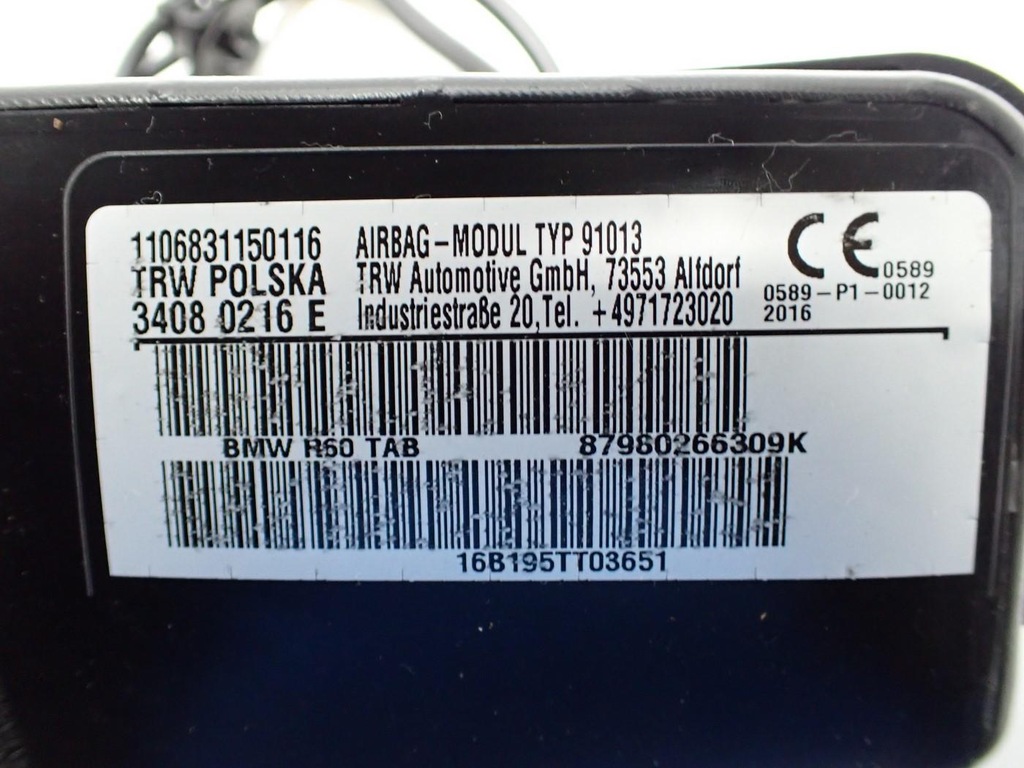 1106831150116 AIRBAG-MODUL TYP 91013
TRW POLSKA TRW Automotive GmbH, 73553 Alfdorf
3408 0216 E Industriestraße 20,Tel. +4971723020
CE 0589
0589-P1-0012
2016
BMW R60 TAB 87980266309K
16B195TT03651